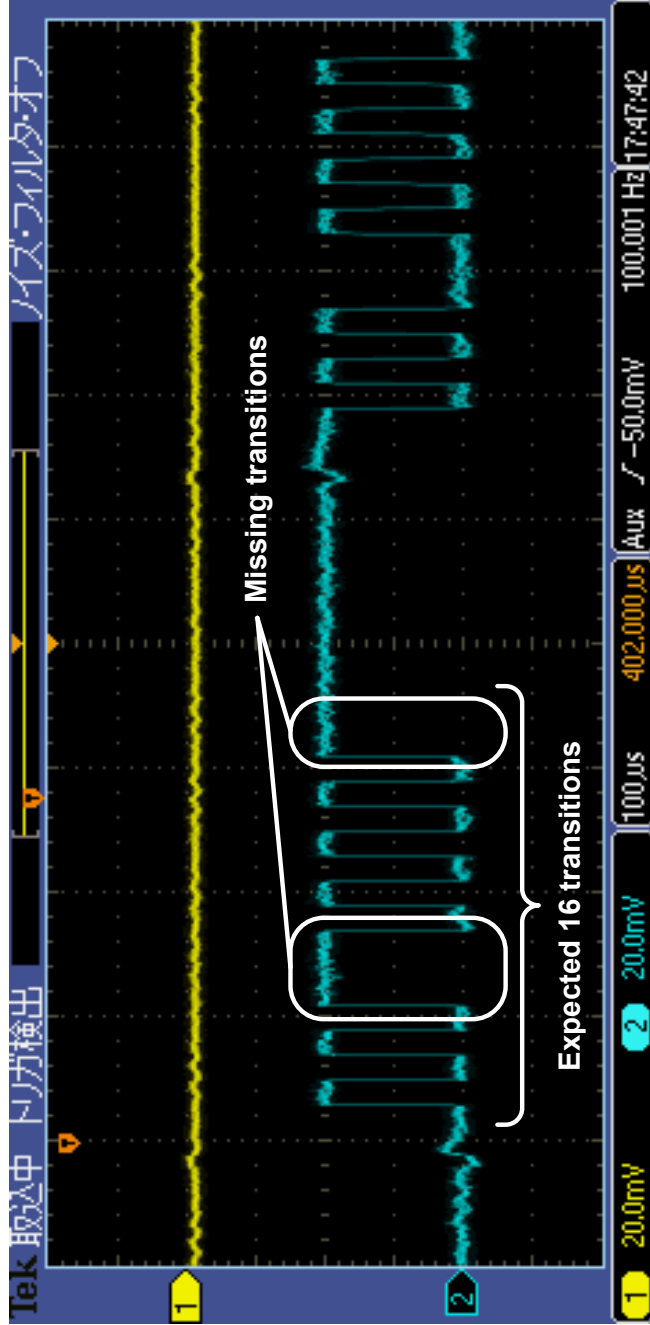 Tek 取込中 トリガ検出 ノイズ・フィルタ・オフ
T
T
1
2
Missing transitions
Expected 16 transitions
1 20.0mV 2 20.0mV 100µs 402.000µs Aux ∕ −50.0mV 100.001 Hz 17:47:42